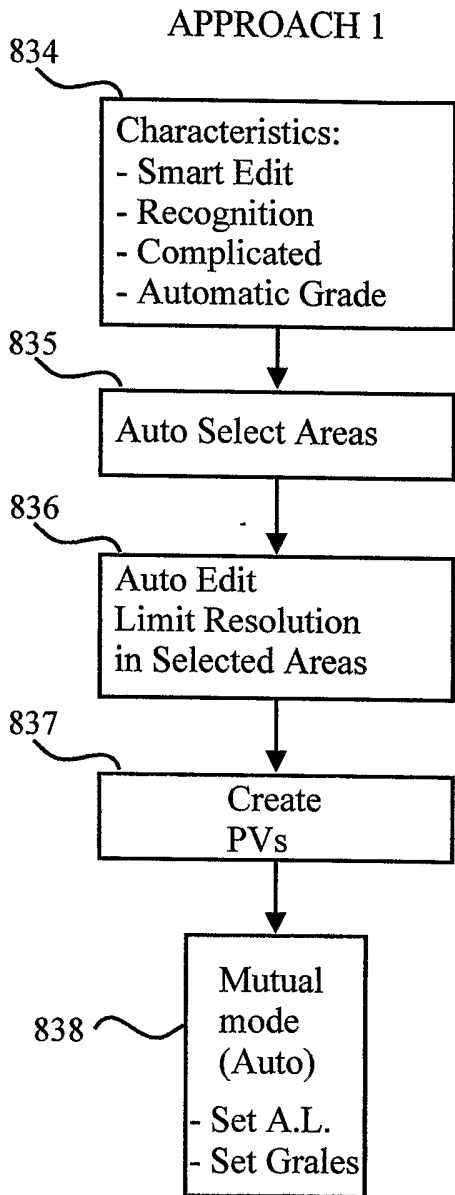 APPROACH 1
834
Characteristics:
- Smart Edit
- Recognition
- Complicated
- Automatic Grade
835
Auto Select Areas
836
Auto Edit
Limit Resolution
in Selected Areas
837
Create
PVs
838
Mutual
mode
(Auto)
- Set A.L.
- Set Grales